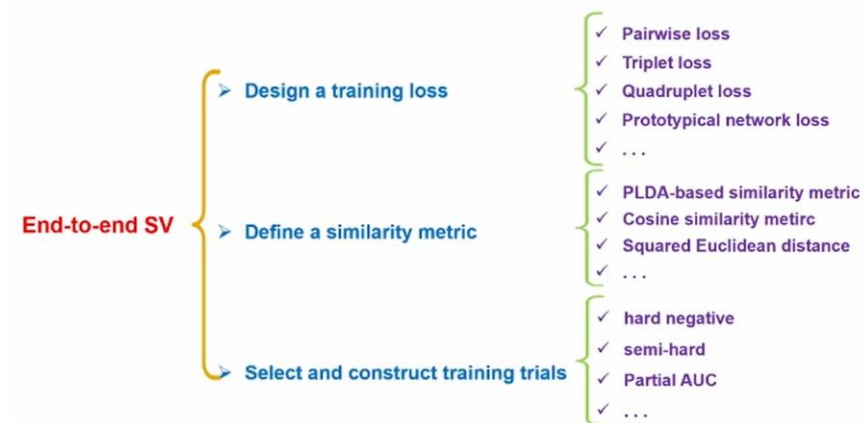 End-to-end SV
Design a training loss
Pairwise loss
Triplet loss
Quadruplet loss
Prototypical network loss
. . .
Define a similarity metric
PLDA-based similarity metric
Cosine similarity metirc
Squared Euclidean distance
. . .
Select and construct training trials
hard negative
semi-hard
Partial AUC
. . .